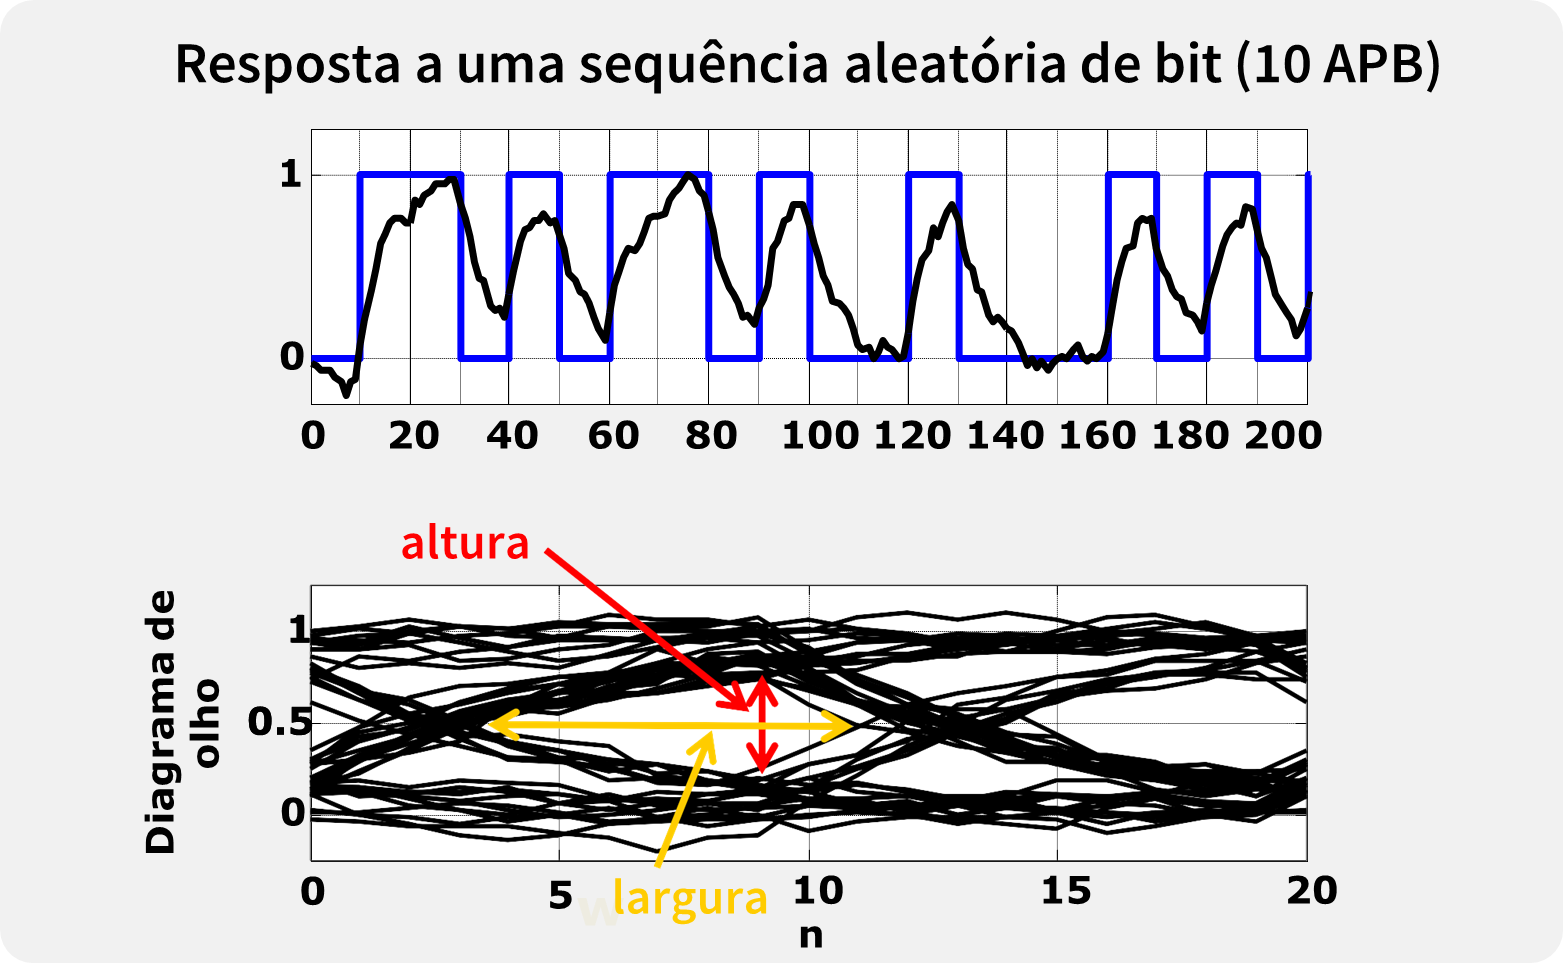 Resposta a uma sequência aleatória de bit (10 APB)
1
0
0 20 40 60 80 100 120 140 160 180 200
altura
Diagrama de
olho
1
0.5
0
0 5 10 15 20
largura
n